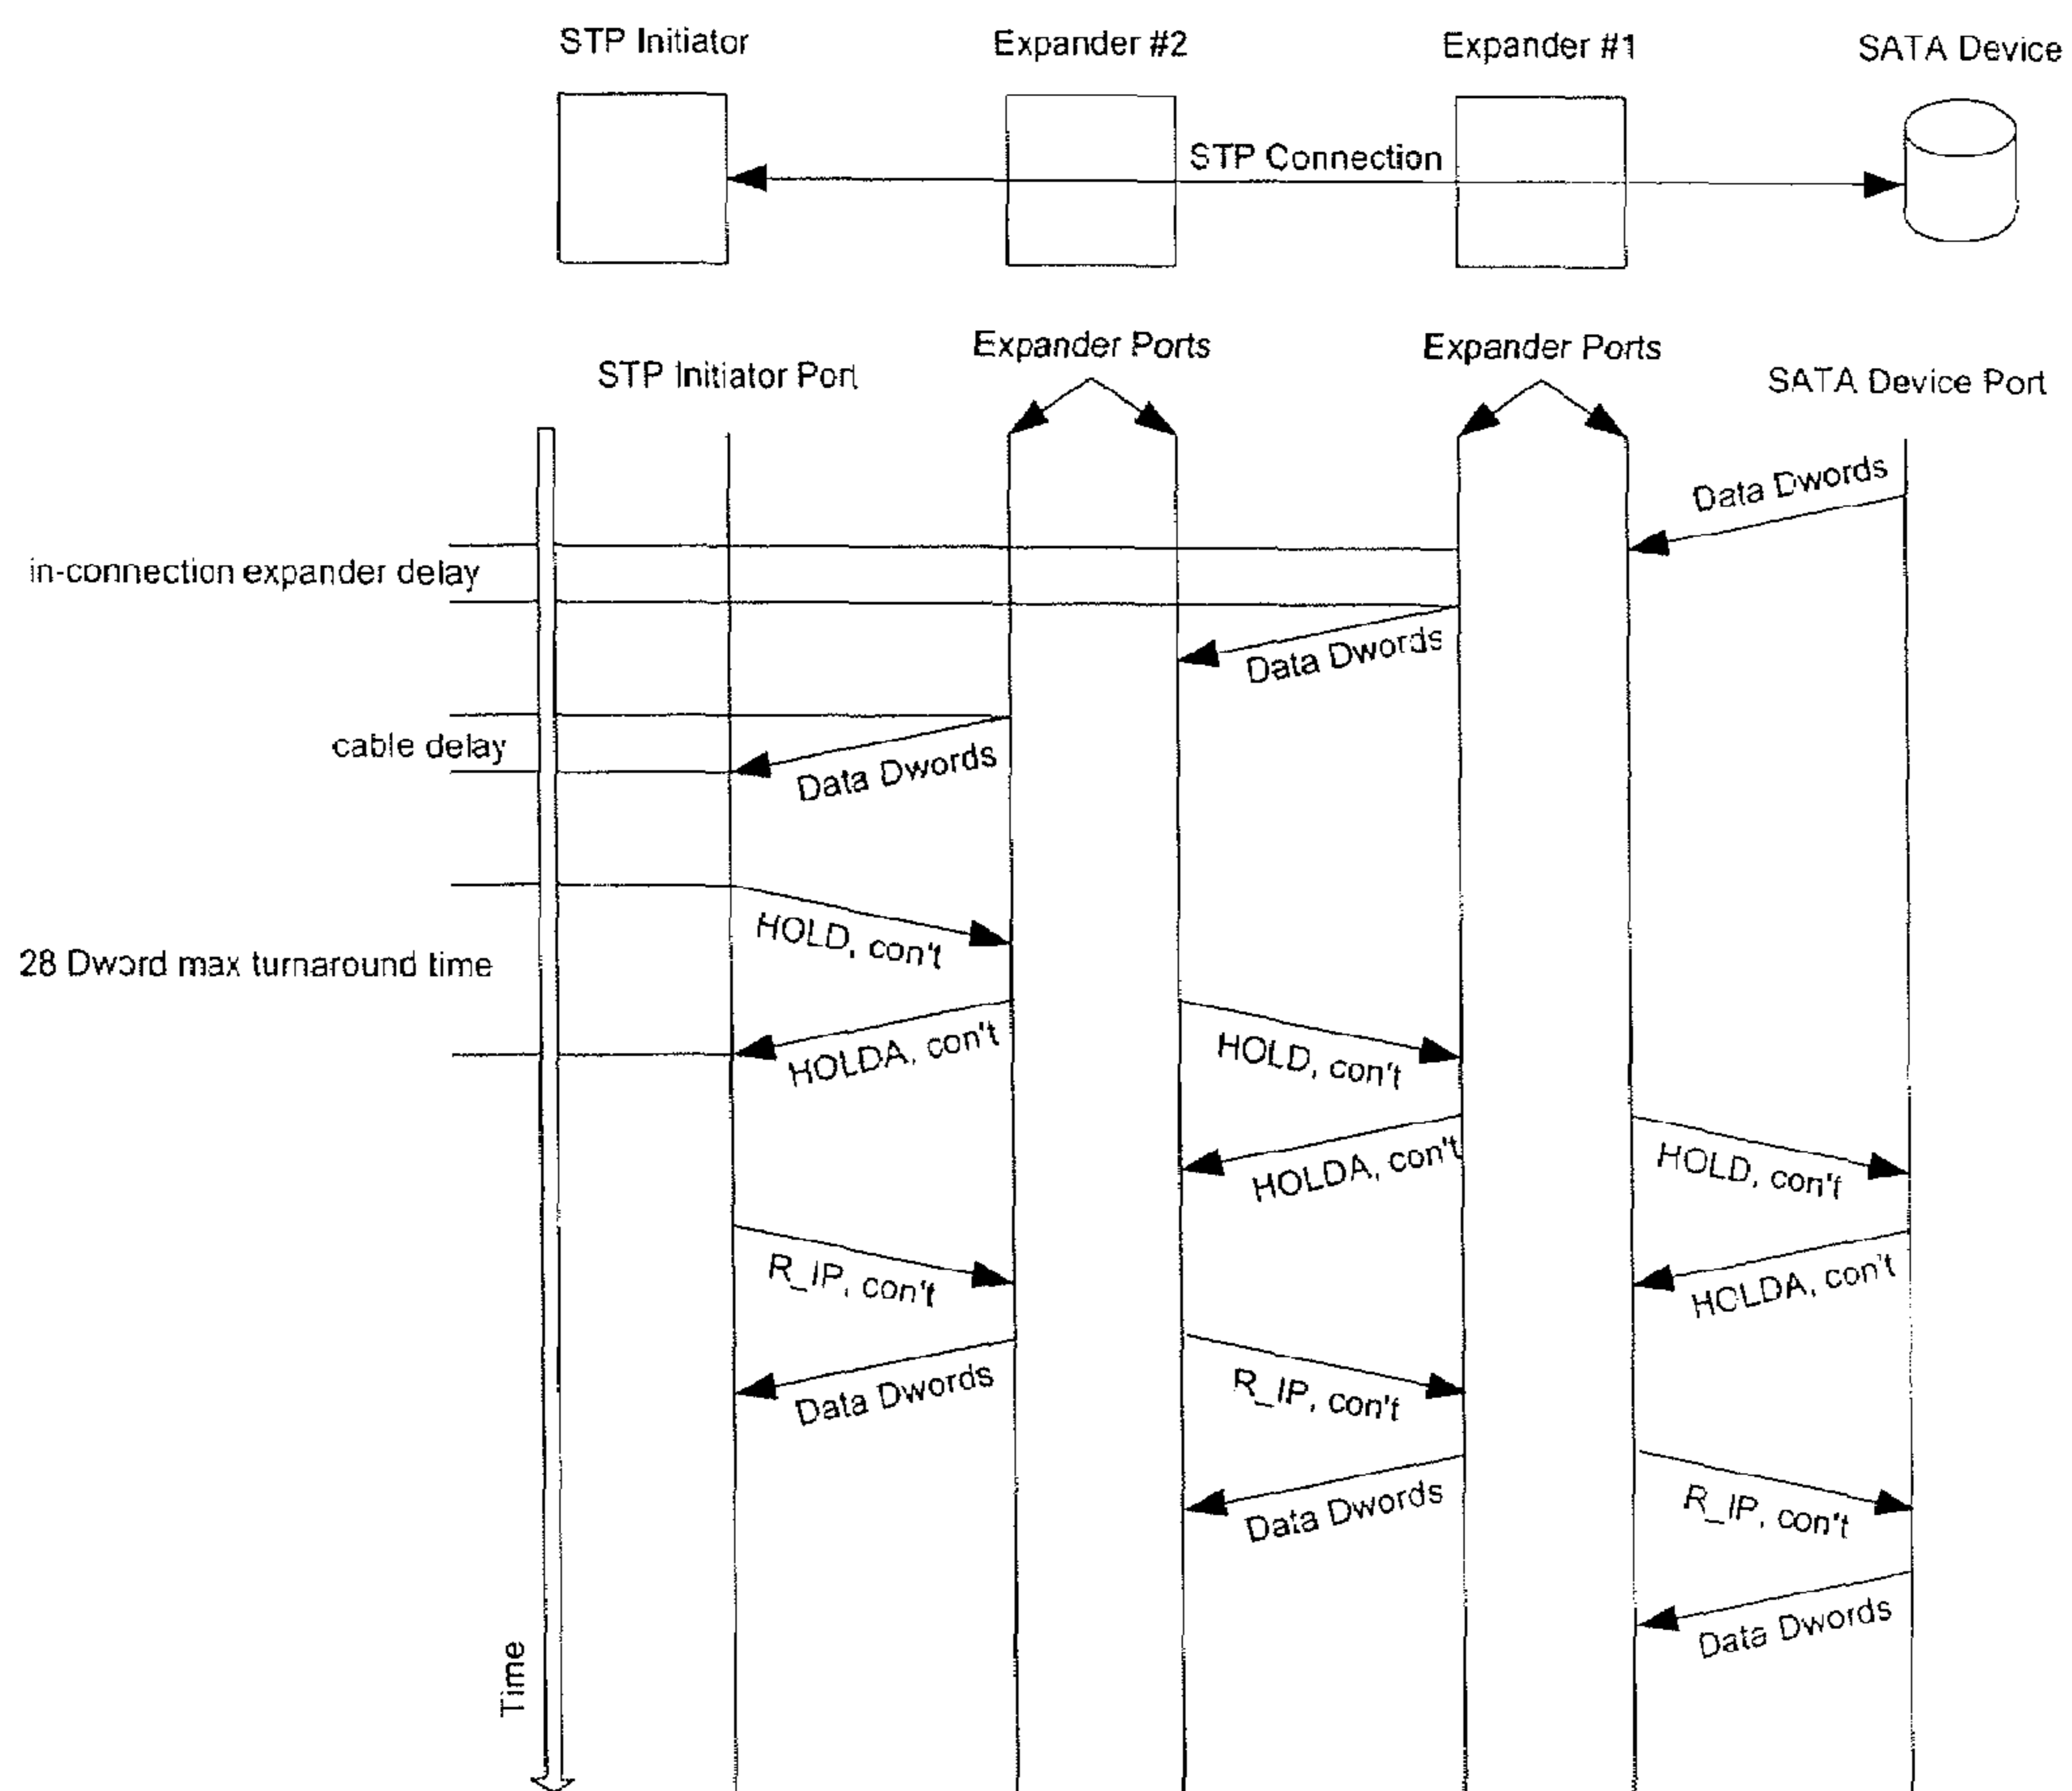 STP Initiator
Expander #2
Expander #1
SATA Device
STP Connection
Expander Ports
Expander Ports
STP Initiator Port
SATA Device Port
Data Dwords
in-connection expander delay
Data Dwords
cable delay
Data Dwords
HOLD, con't
28 Dword max turnaround time
HOLDA, con't
HOLD, con't
HOLDA, con't
HOLD, con't
R_IP, con't
HOLDA, con't
Data Dwords
R_IP, con't
Data Dwords
R_IP, con't
Data Dwords
Time